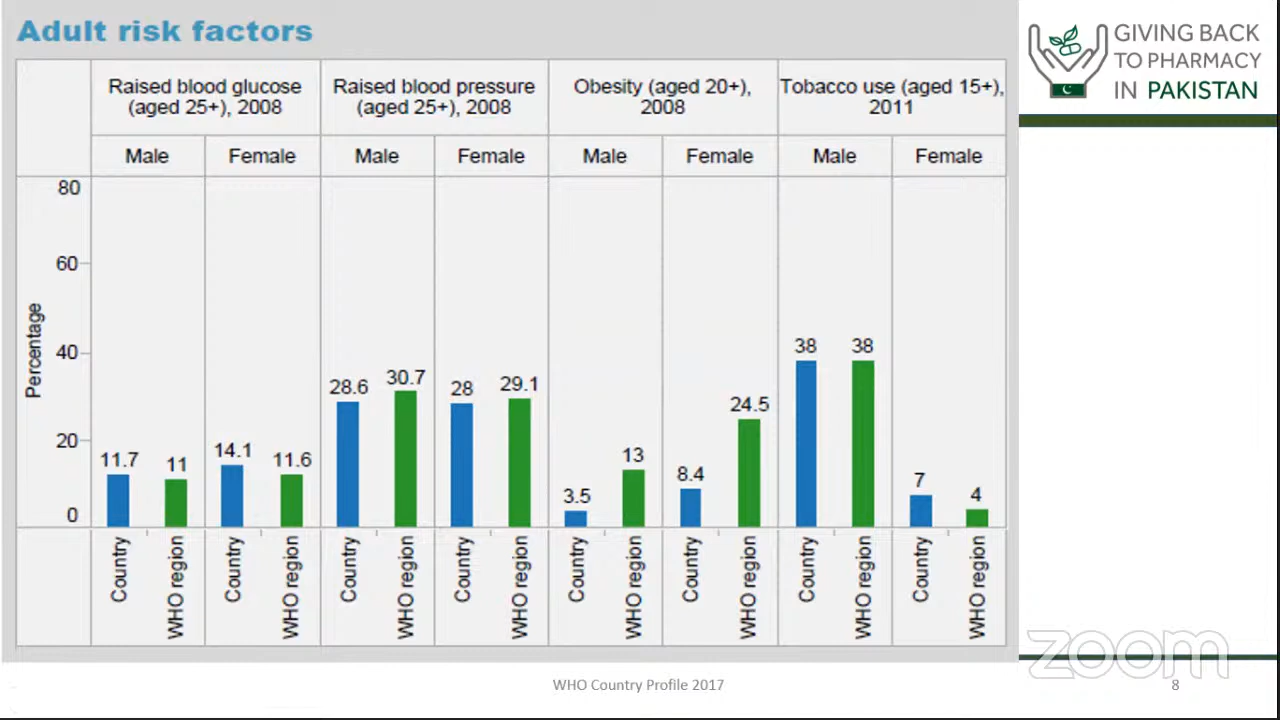 Adult risk factors
GIVING BACK
TO PHARMACY
IN PAKISTAN
Raised blood glucose
(aged 25+), 2008
Raised blood pressure
(aged 25+), 2008
Obesity (aged 20+),
2008
Tobacco use (aged 15+),
2011
Male
Female
Male
Female
Male
Female
Male
Female
Percentage
80
60
40
20
0
11.7
11
14.1
11.6
28.6
30.7
28
29.1
3.5
13
8.4
24.5
38
38
7
4
Country
WHO region
Country
WHO region
Country
WHO region
Country
WHO region
Country
WHO region
Country
WHO region
Country
WHO region
Country
WHO region
zoom
WHO Country Profile 2017
8